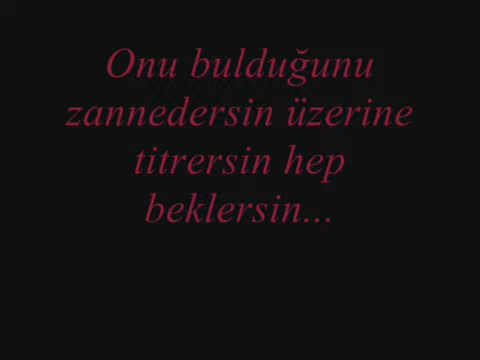 Onu bulduğunu
zannedersin üzerine
titrersin hep
beklersin...